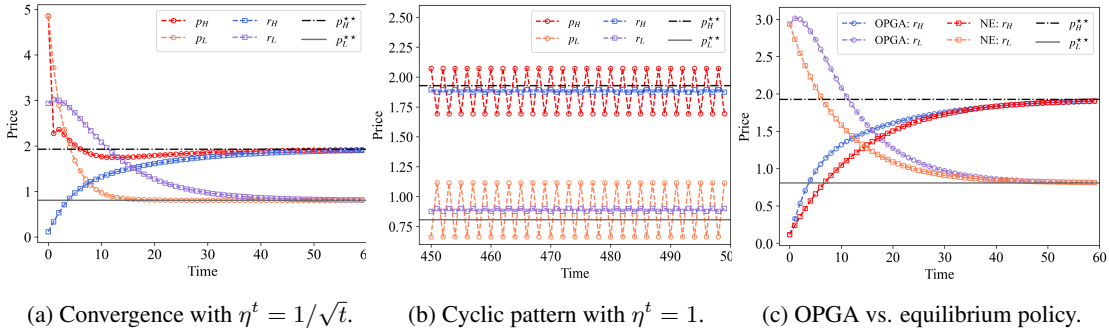 5
4
3
2
1
0
Price
p_H
p_L
r_H
r_L
p_H^{★★}
p_L^{★★}
0 10 20 30 40 50 60
Time
(a) Convergence with η^t = 1/√t.
2.50
2.25
2.00
1.75
1.50
1.25
1.00
0.75
Price
p_H
p_L
r_H
r_L
p_H^{★★}
p_L^{★★}
450 460 470 480 490 500
Time
(b) Cyclic pattern with η^t = 1.
3.0
2.5
2.0
1.5
1.0
0.5
0.0
Price
OPGA: r_H
OPGA: r_L
NE: r_H
NE: r_L
p_H^{★★}
p_L^{★★}
0 10 20 30 40 50 60
Time
(c) OPGA vs. equilibrium policy.